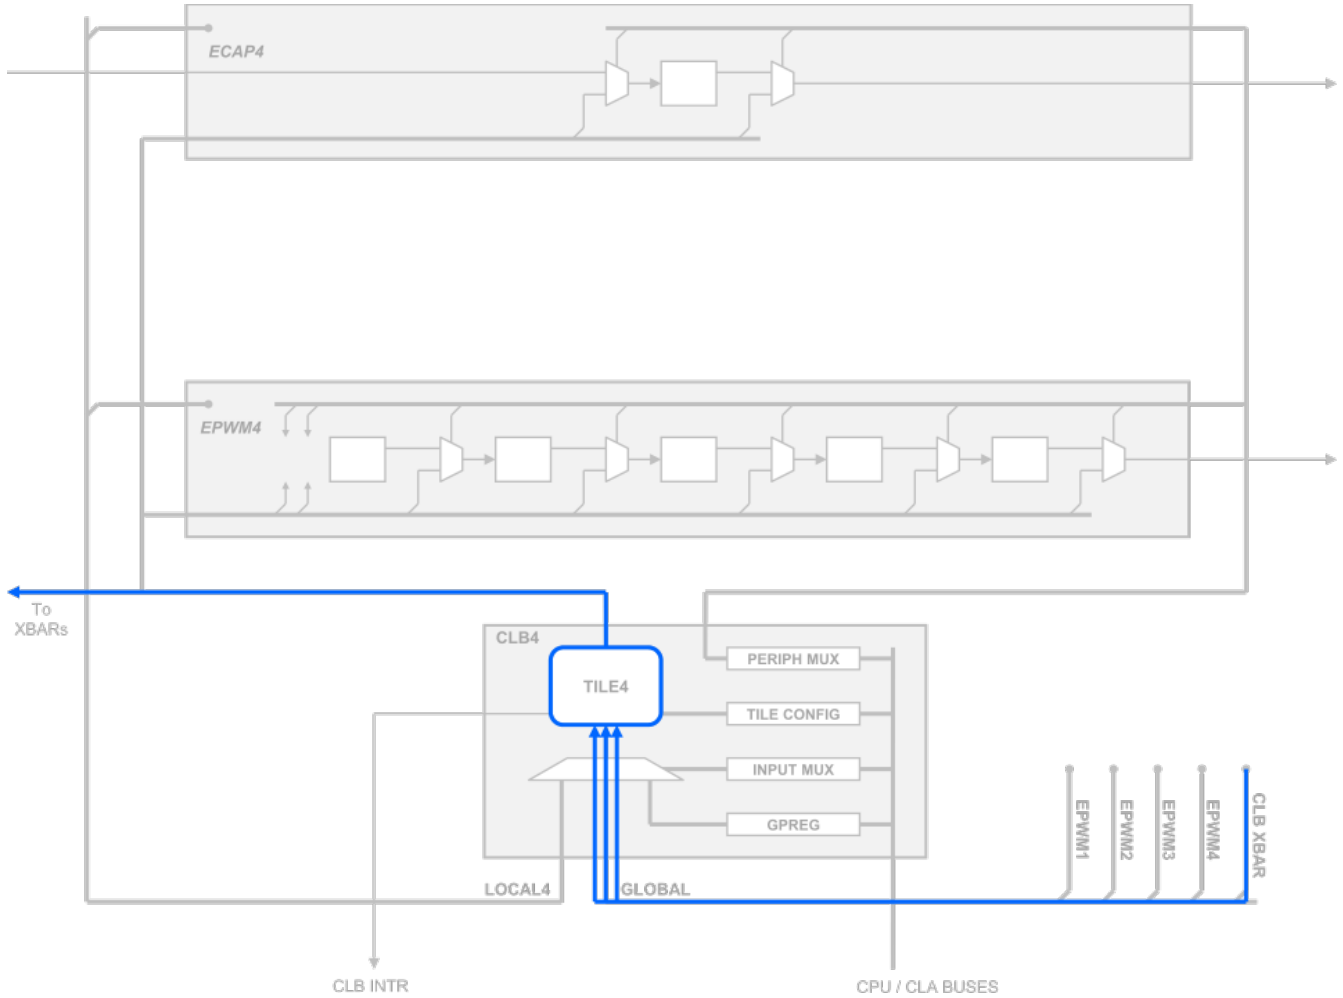 ECAP4
EPWM4
To
XBARs
CLB4
PERIPH MUX
TILE4
TILE CONFIG
INPUT MUX
GPREG
EPWM1
EPWM2
EPWM3
EPWM4
CLB XBAR
LOCAL4
GLOBAL
CLB INTR
CPU / CLA BUSES